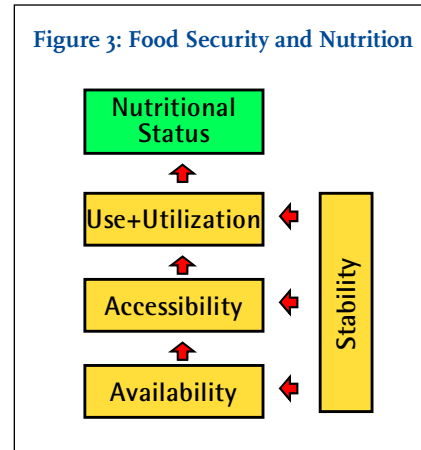 Figure 3: Food Security and Nutrition
Nutritional
Status
Use+Utilization
Accessibility
Availability
Stability